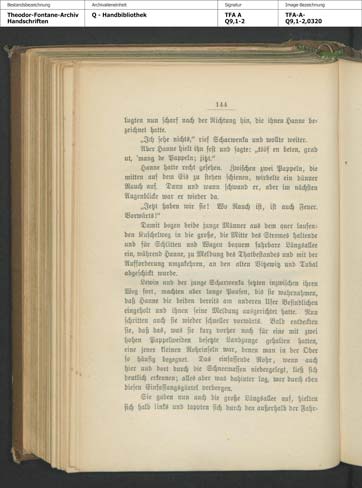 Bestandsbezeichnung
Theodor-Fontane-Archiv
Handschriften
Archivalieneinheit
Q - Handbibliothek
Signatur
TFA A
Q9,1-2
Image-Bezeichnung
TFA-A-
Q9,1-2,0320
144
lugten nun scharf nach der Richtung hin, die ihnen Hanne be-
zeichnet hatte.
„Ich sehe nichts,“ rief Scharwenka und wollte weiter.
Aber Hanne hielt ihn fest und sagte: „töf en beten, grad
ut, 'mang de Pappeln; jitzt.“
Hanne hatte recht gesehen. Zwischen zwei Pappeln, die
mitten auf dem Eis zu stehen schienen, wirbelte ein dünner
Rauch auf. Dann und wann schwand er, aber im nächsten
Augenblicke war er wieder da.
„Jetzt haben wir sie! Wo Rauch ist, ist auch Feuer.
Vorwärts!“
Damit bogen beide junge Männer aus dem quer laufen-
den Kuschelweg in die große, die Mitte des Stromes haltende
und für Schlitten und Wagen bequem fahrbare Längsallee
ein, während Hanne, zu Meldung des Thatbestandes und mit der
Aufforderung umzukehren, an den alten Vitzewitz und Tubal
abgeschickt wurde.
Lewin und der junge Scharwenka setzten inzwischen ihren
Weg fort, machten aber lange Pausen, bis sie wahrnahmen,
daß Hanne die beiden bereits am anderen Ufer Befindlichen
eingeholt und ihnen seine Meldung ausgerichtet hatte. Nun
schritten auch sie wieder schneller vorwärts. Bald entdeckten
sie, daß das, was sie kurz vorher noch für eine mit zwei
hohen Pappelweiden besetzte Landzunge gehalten hatten,
eine jener kleinen Rohrinseln war, denen man in der Oder
so häufig begegnet. Das einfassende Rohr, wenn auch
hier und dort durch die Schneemassen niedergelegt, ließ sich
deutlich erkennen; alles aber was dahinter lag, war durch eben
diesen Einfassungsgürtel verborgen.
Sie gaben nun auch die große Längsallee auf, hielten
sich halb links und tappten sich durch den außerhalb der Fahr-